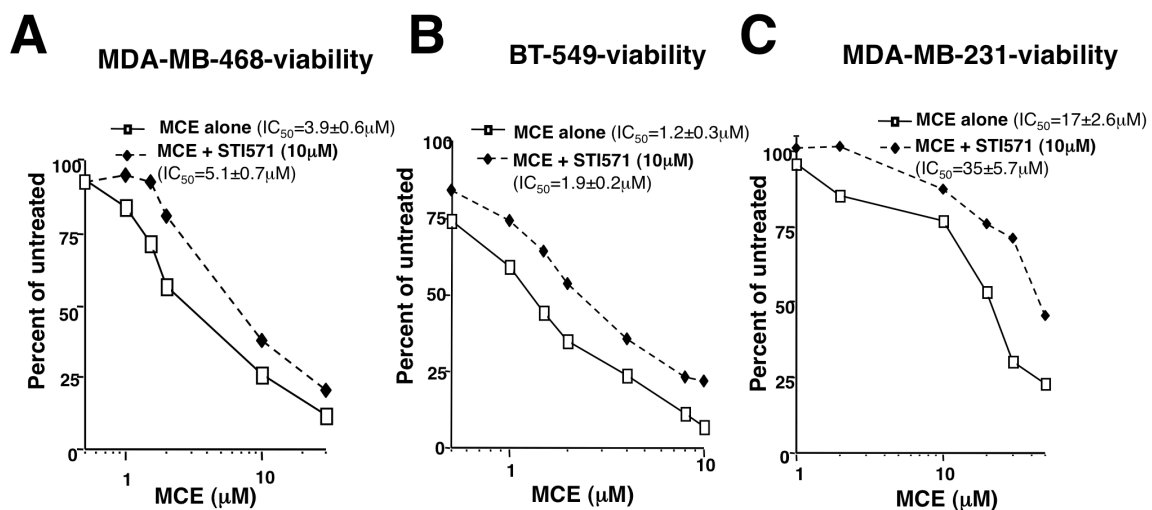 A
MDA-MB-468-viability
MCE alone (IC50=3.9±0.6µM)
MCE + STI571 (10µM)
(IC50=5.1±0.7µM)
Percent of untreated
100
75
50
25
0
1
10
MCE (µM)
B
BT-549-viability
MCE alone (IC50=1.2±0.3µM)
MCE + STI571 (10µM)
(IC50=1.9±0.2µM)
Percent of untreated
100
75
50
25
0
1
10
MCE (µM)
C
MDA-MB-231-viability
MCE alone (IC50=17±2.6µM)
MCE + STI571 (10µM)
(IC50=35±5.7µM)
Percent of untreated
100
75
50
25
0
1
10
MCE (µM)